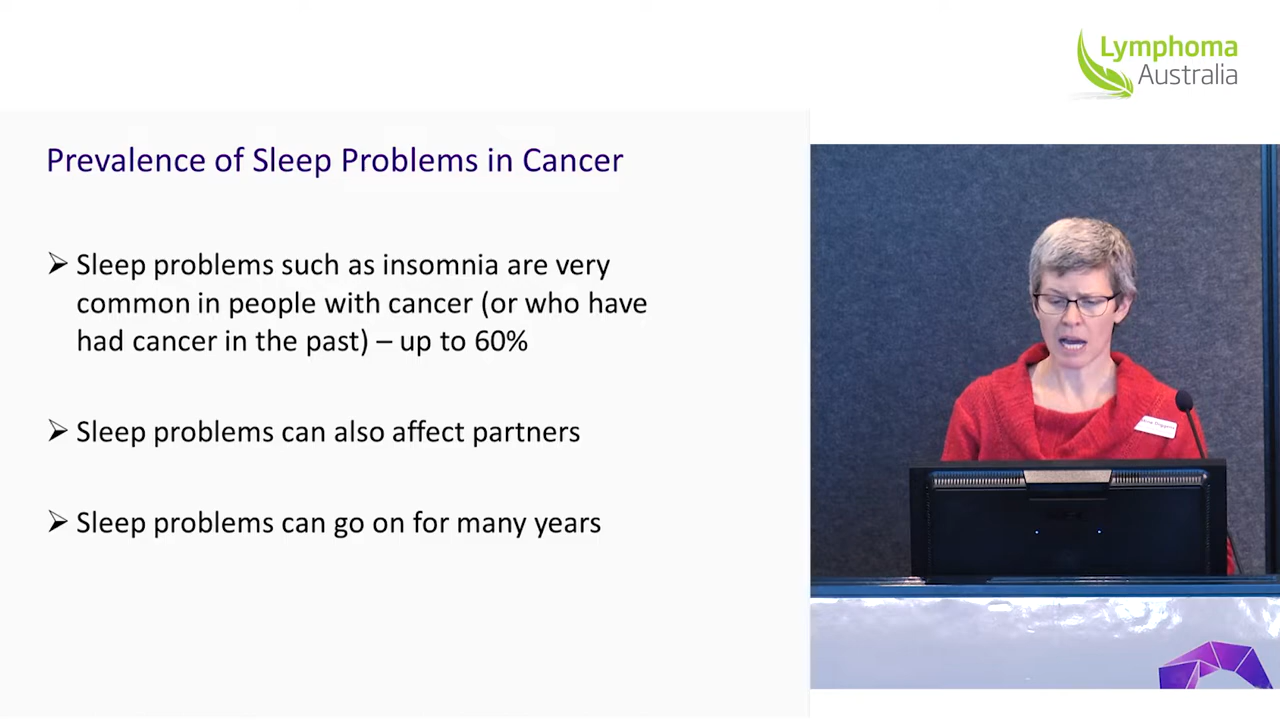 Lymphoma
Australia
Prevalence of Sleep Problems in Cancer
Sleep problems such as insomnia are very
common in people with cancer (or who have
had cancer in the past) – up to 60%
Sleep problems can also affect partners
Sleep problems can go on for many years